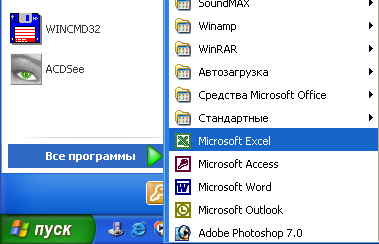 WINCMD32
ACDSee
Все программы
пуск
SoundMAX
Winamp
WinRAR
Автозагрузка
Средства Microsoft Office
Стандартные
Microsoft Excel
Microsoft Access
Microsoft Word
Microsoft Outlook
Adobe Photoshop 7.0